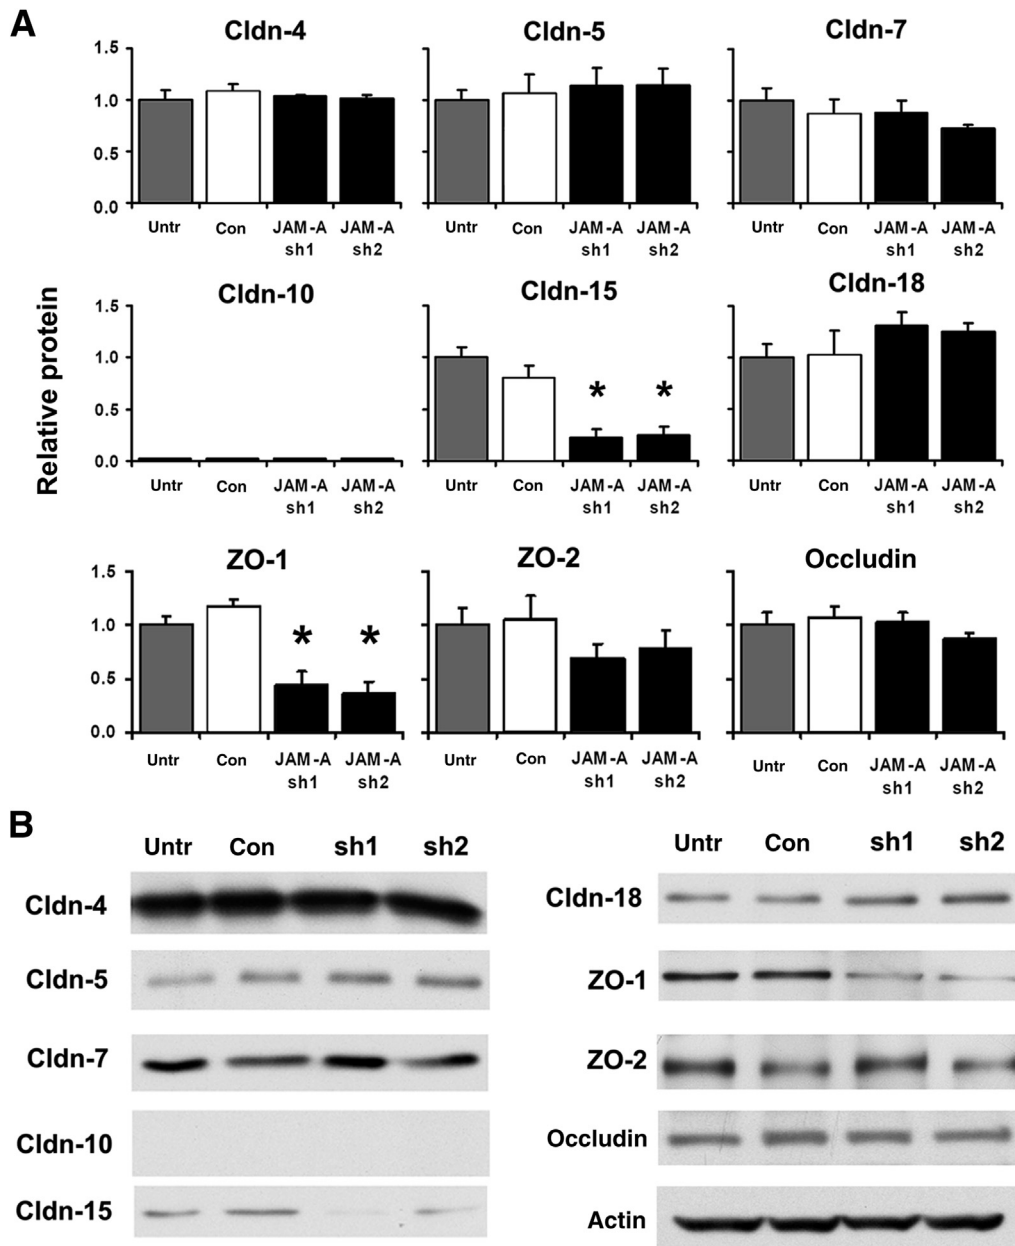 A
Cldn-4
Cldn-5
Cldn-7
1.5
1.0
0.5
0.0
Untr Con JAM-A JAM-A
sh1 sh2
Untr Con JAM-A JAM-A
sh1 sh2
Untr Con JAM-A JAM-A
sh1 sh2
Relative protein
Cldn-10
Cldn-15
Cldn-18
1.5
1.0
0.5
0.0
* *
Untr Con JAM-A JAM-A
sh1 sh2
Untr Con JAM-A JAM-A
sh1 sh2
Untr Con JAM-A JAM-A
sh1 sh2
ZO-1
ZO-2
Occludin
1.5
1.0
0.5
0.0
* *
Untr Con JAM-A JAM-A
sh1 sh2
Untr Con JAM-A JAM-A
sh1 sh2
Untr Con JAM-A JAM-A
sh1 sh2
B
Untr Con sh1 sh2
Cldn-4
Cldn-5
Cldn-7
Cldn-10
Cldn-15
Untr Con sh1 sh2
Cldn-18
ZO-1
ZO-2
Occludin
Actin